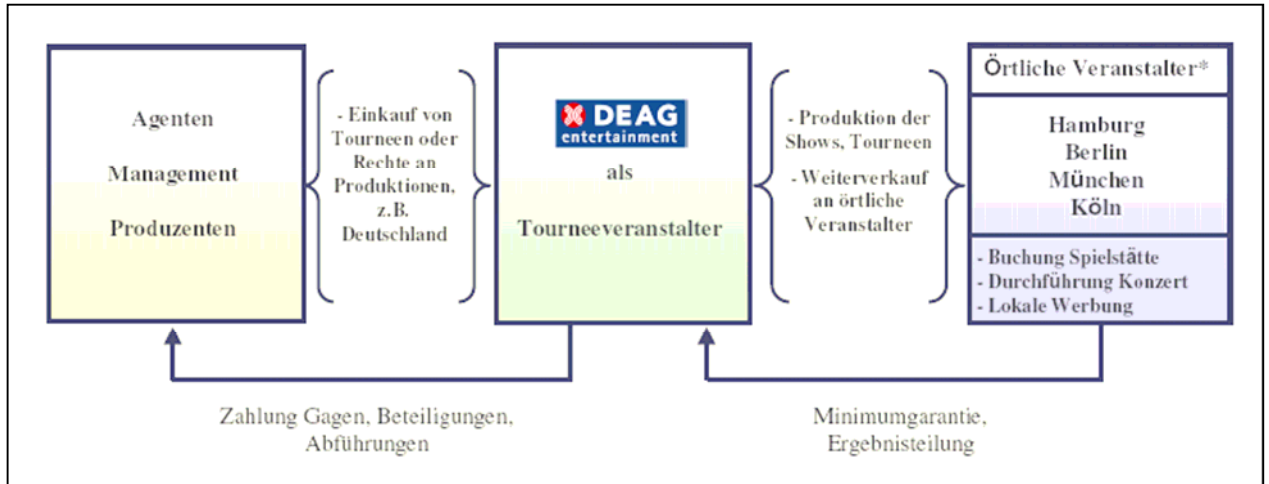 Agenten
Management
Produzenten
- Einkauf von
Tourneen oder
Rechte an
Produktionen,
z.B.
Deutschland
DEAG
entertainment
als
Tourneeveranstalter
- Produktion der
Shows, Tourneen
- Weiterverkauf
an örtliche
Veranstalter
Örtliche Veranstalter*
Hamburg
Berlin
München
Köln
- Buchung Spielstätte
- Durchführung Konzert
- Lokale Werbung
Zahlung Gagen, Beteiligungen,
Abführungen
Minimumgarantie,
Ergebnisteilung